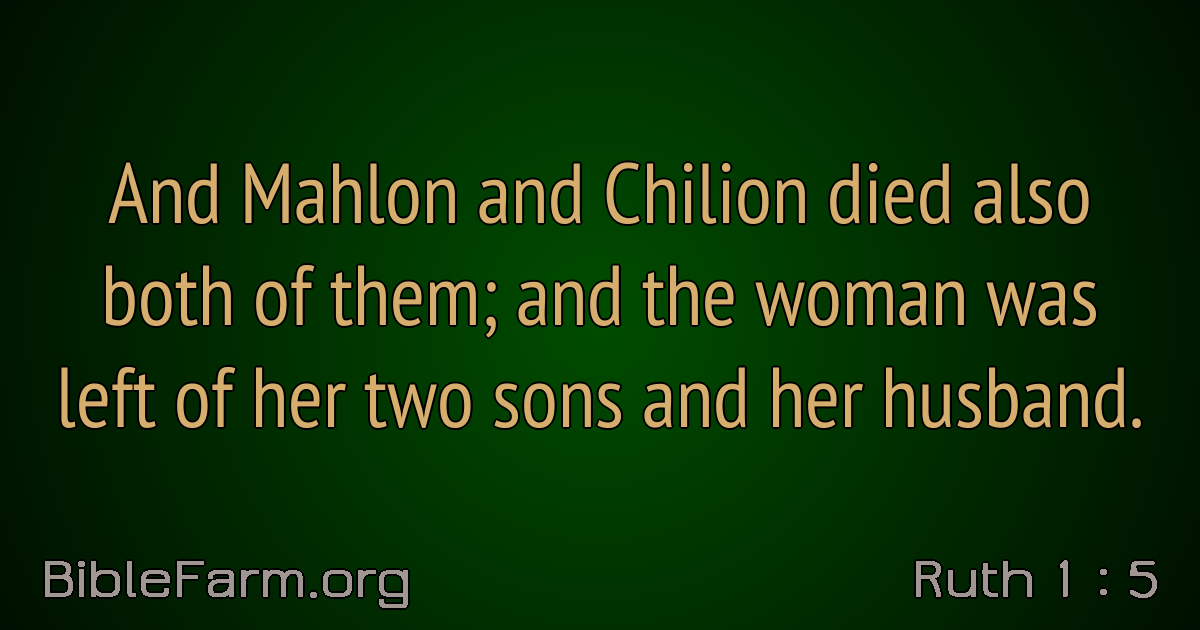 And Mahlon and Chilion died also
both of them; and the woman was
left of her two sons and her husband.
BibleFarm.org
Ruth 1 : 5